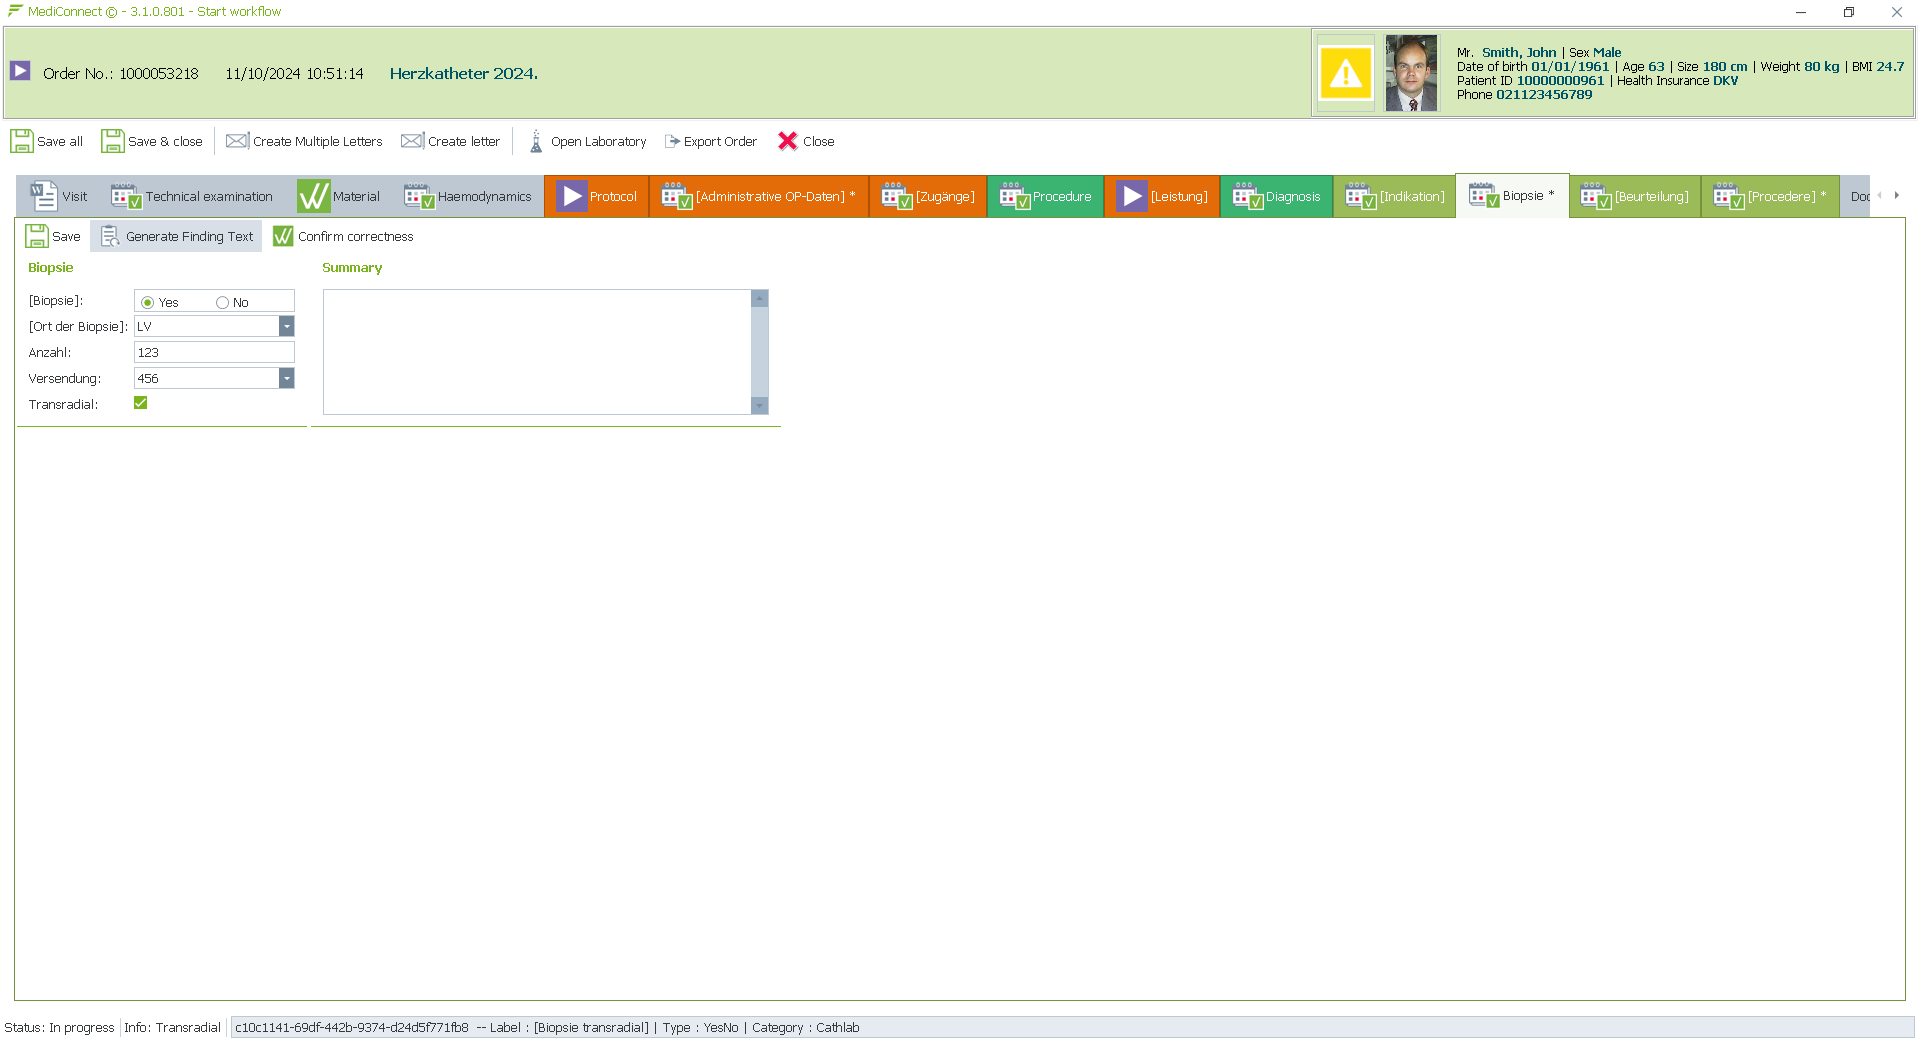 MediConnect © - 3.1.0.801 - Start workflow
Order No.: 1000053218 11/10/2024 10:51:14 Herzkatheter 2024.
Mr. Smith, John | Sex Male
Date of birth 01/01/1961 | Age 63 | Size 180 cm | Weight 80 kg | BMI 24.7
Patient ID 10000000961 | Health Insurance DKV
Phone 021123456789
Save all Save & close Create Multiple Letters Create letter Open Laboratory Export Order Close
Visit Technical examination Material Haemodynamics Protocol [Administrative OP-Daten] * [Zugänge] Procedure [Leistung] Diagnosis [Indikation] Biopsie * [Beurteilung] [Procedere] * Doc
Save Generate Finding Text Confirm correctness
Biopsie Summary
[Biopsie]: Yes No
[Ort der Biopsie]: LV
Anzahl: 123
Versendung: 456
Transradial:
Status: In progress Info: Transradial c10c1141-69df-442b-9374-d24d5f771fb8 -- Label : [Biopsie transradial] | Type : YesNo | Category : Cathlab